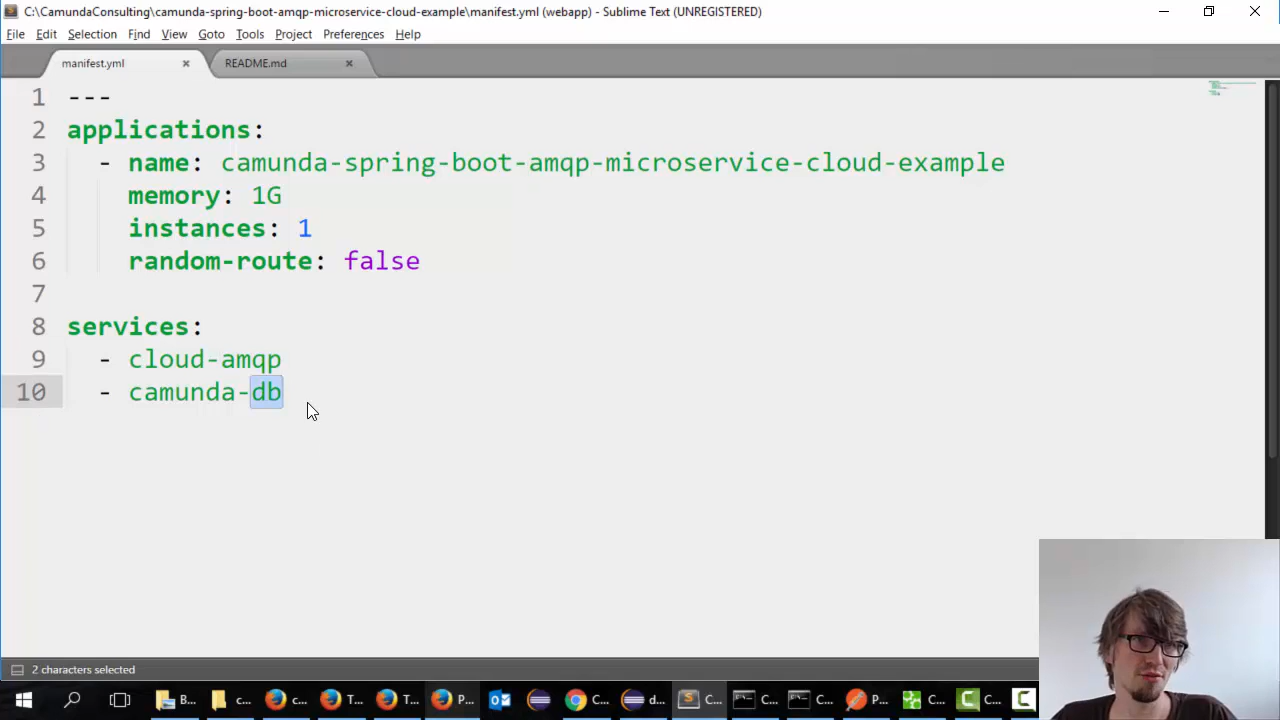 C:\CamundaConsulting\camunda-spring-boot-amqp-microservice-cloud-example\manifest.yml (webapp) - Sublime Text (UNREGISTERED)
File Edit Selection Find View Goto Tools Project Preferences Help
manifest.yml README.md
1 ---
2 applications:
3 - name: camunda-spring-boot-amqp-microservice-cloud-example
4 memory: 1G
5 instances: 1
6 random-route: false
7
8 services:
9 - cloud-amqp
10 - camunda-db
2 characters selected
B... c... c... T... T... P... C... d... C... C... C... P... C... C...